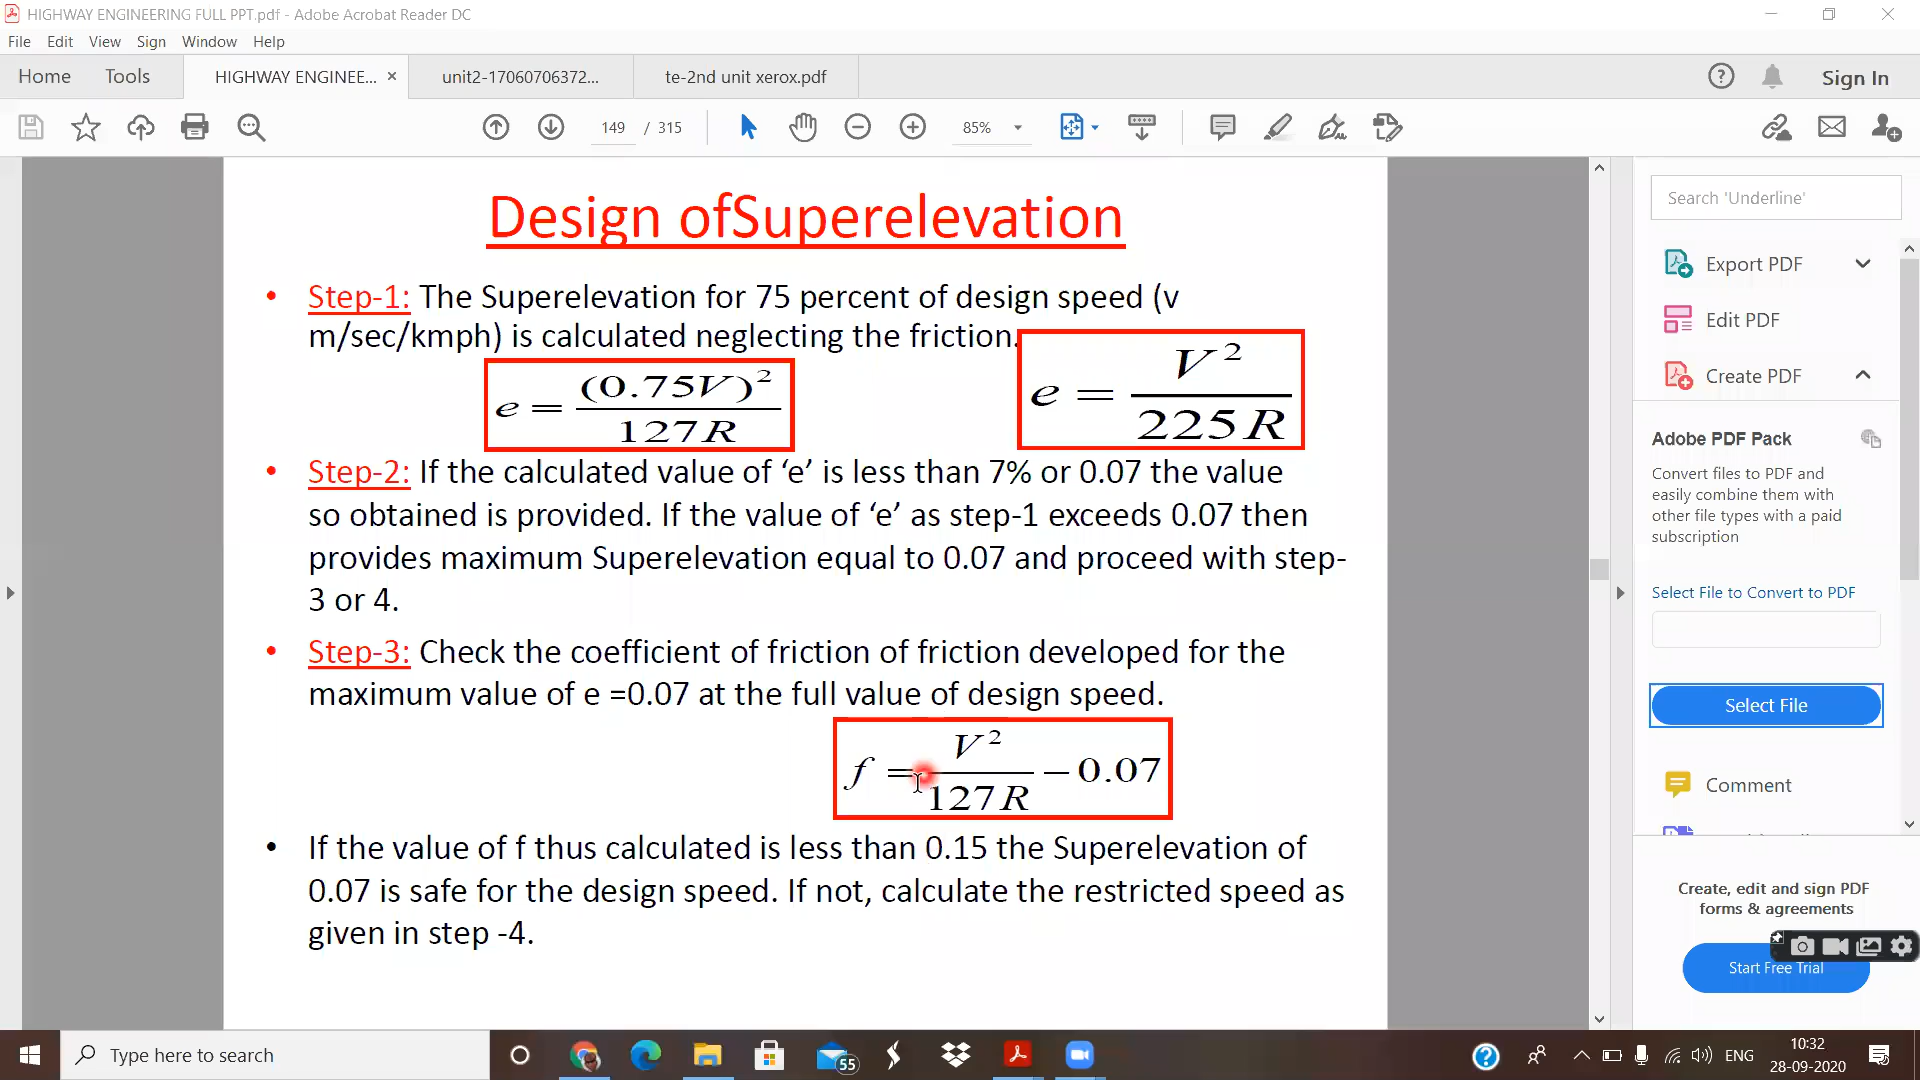 HIGHWAY ENGINEERING FULL PPT.pdf - Adobe Acrobat Reader DC
File Edit View Sign Window Help
Home Tools HIGHWAY ENGINEE... × unit2-17060706372... te-2nd unit xerox.pdf Sign In
149 / 315 85%
Design ofSuperelevation
• Step-1: The Superelevation for 75 percent of design speed (v
m/sec/kmph) is calculated neglecting the friction.
e = (0.75V)² / 127R
e = V² / 225R
• Step-2: If the calculated value of ‘e’ is less than 7% or 0.07 the value
so obtained is provided. If the value of ‘e’ as step-1 exceeds 0.07 then
provides maximum Superelevation equal to 0.07 and proceed with step-
3 or 4.
• Step-3: Check the coefficient of friction of friction developed for the
maximum value of e =0.07 at the full value of design speed.
f = V² / 127R − 0.07
• If the value of f thus calculated is less than 0.15 the Superelevation of
0.07 is safe for the design speed. If not, calculate the restricted speed as
given in step -4.
Search 'Underline'
Export PDF
Edit PDF
Create PDF
Adobe PDF Pack
Convert files to PDF and
easily combine them with
other file types with a paid
subscription
Select File to Convert to PDF
Select File
Comment
Create, edit and sign PDF
forms & agreements
Start Free Trial
Type here to search
55
ENG
10:32
28-09-2020